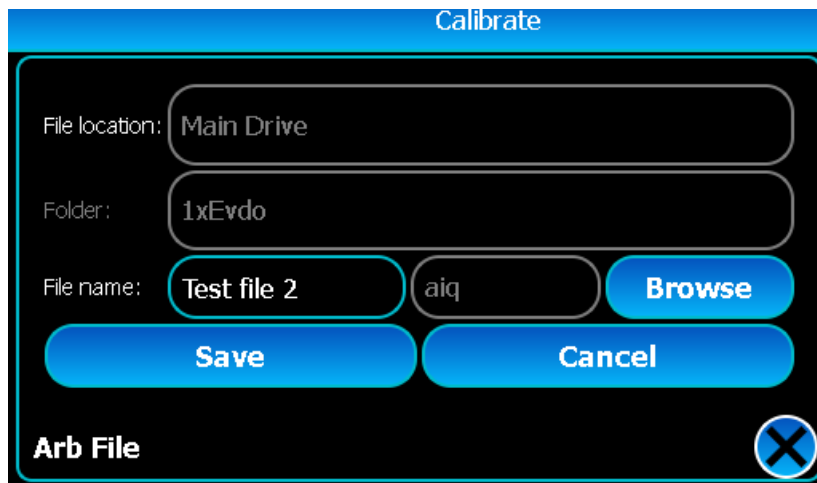 Calibrate
File location: Main Drive
Folder: 1xEvdo
File name: Test file 2 aiq Browse
Save Cancel
Arb File